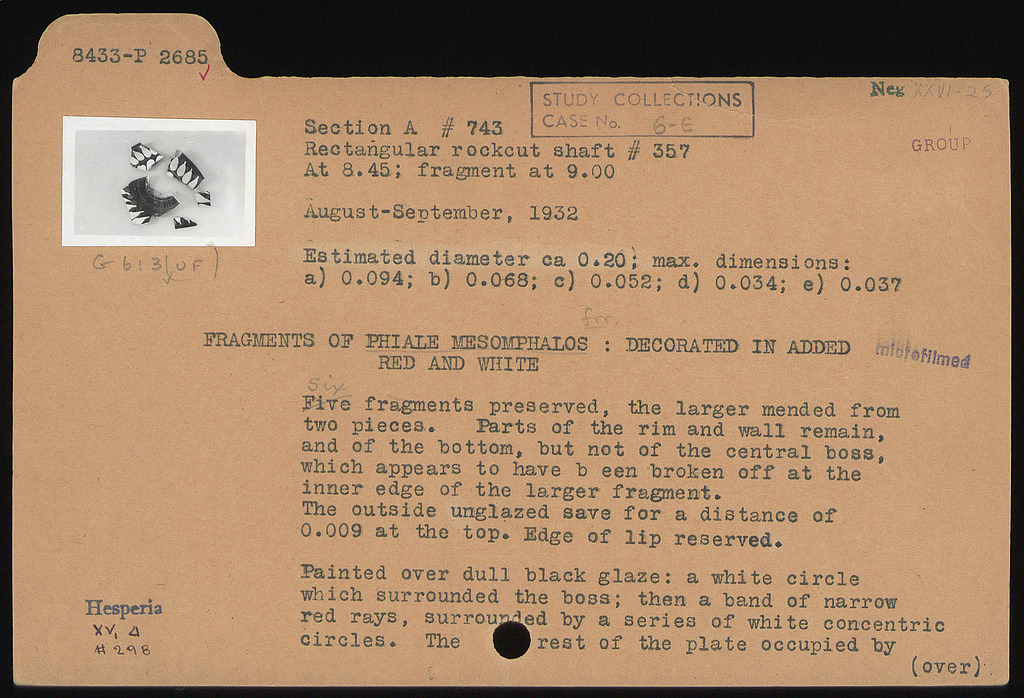 8433-P 2685
Neg XXVI-25
STUDY COLLECTIONS
CASE No. 6-E
GROUP
Section A # 743
Rectangular rockcut shaft # 357
At 8.45; fragment at 9.00
August-September, 1932
G 6:3 (UF)
Estimated diameter ca 0.20; max. dimensions:
a) 0.094; b) 0.068; c) 0.052; d) 0.034; e) 0.037
frr.
FRAGMENTS OF PHIALE MESOMPHALOS : DECORATED IN ADDED
RED AND WHITE
microfilmed
Six
Five fragments preserved, the larger mended from
two pieces. Parts of the rim and wall remain,
and of the bottom, but not of the central boss,
which appears to have b een broken off at the
inner edge of the larger fragment.
The outside unglazed save for a distance of
0.009 at the top. Edge of lip reserved.
Painted over dull black glaze: a white circle
which surrounded the boss; then a band of narrow
red rays, surrounded by a series of white concentric
circles. The rest of the plate occupied by
(over)
Hesperia
XV, Δ
# 298